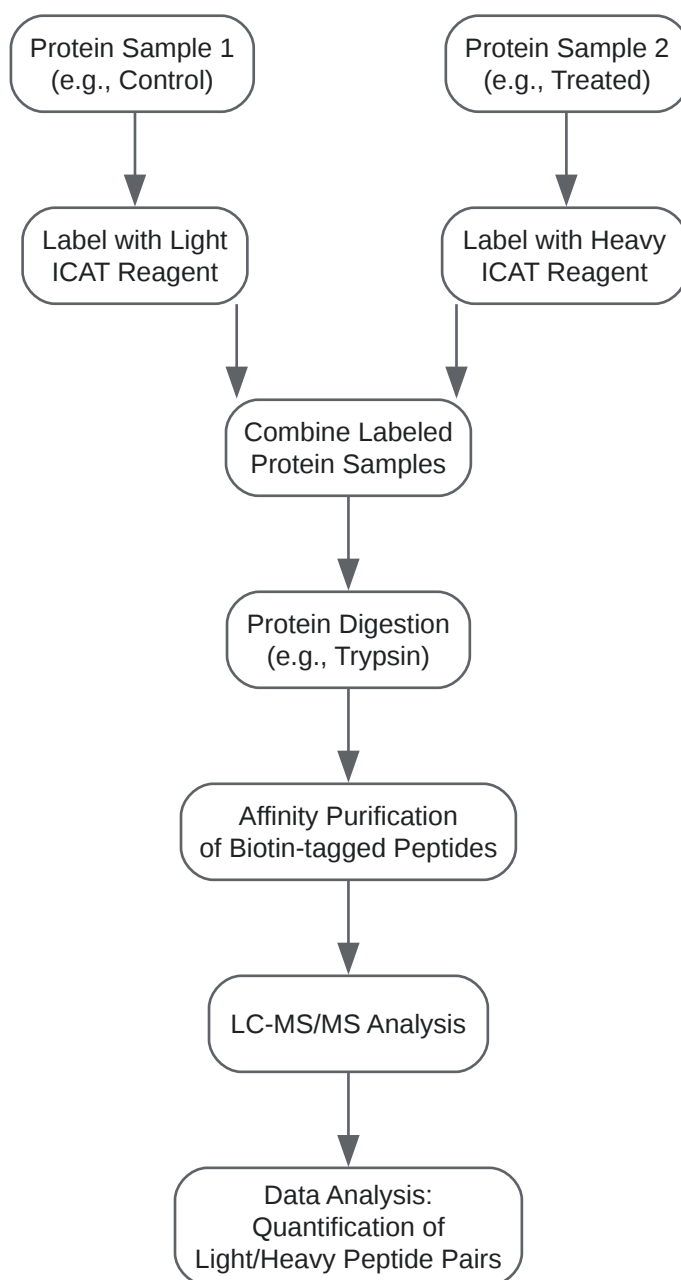 Protein Sample 1
(e.g., Control)
Protein Sample 2
(e.g., Treated)
Label with Light
ICAT Reagent
Label with Heavy
ICAT Reagent
Combine Labeled
Protein Samples
Protein Digestion
(e.g., Trypsin)
Affinity Purification
of Biotin-tagged Peptides
LC-MS/MS Analysis
Data Analysis:
Quantification of
Light/Heavy Peptide Pairs